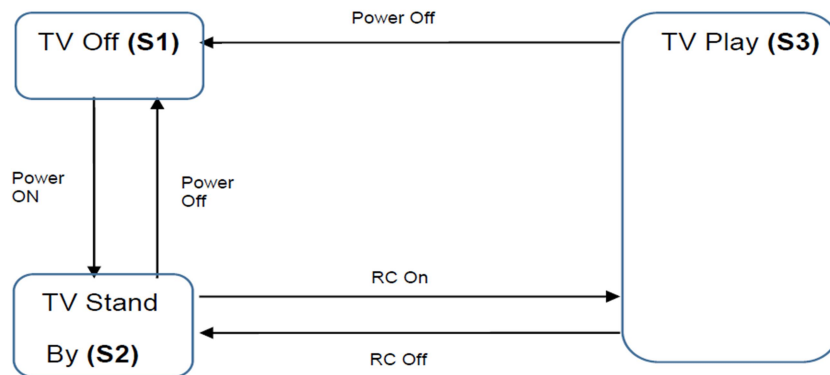 Power Off
TV Off (S1)
TV Play (S3)
Power
ON
Power
Off
TV Stand
By (S2)
RC On
RC Off